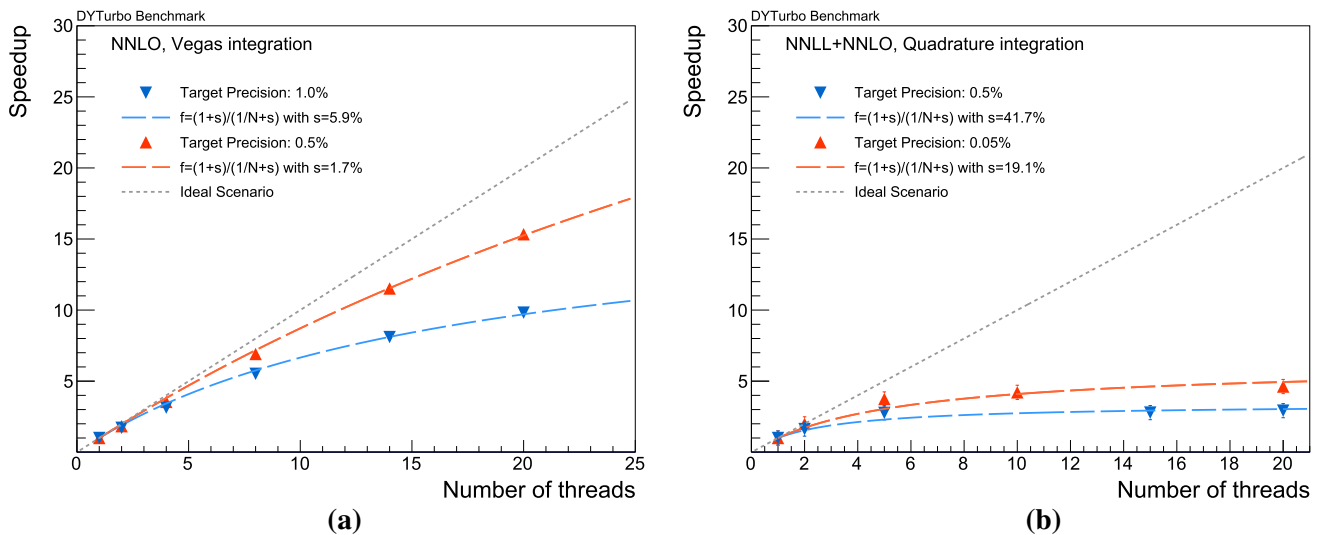 DYTurbo Benchmark
NNLO, Vegas integration
Target Precision: 1.0%
f=(1+s)/(1/N+s) with s=5.9%
Target Precision: 0.5%
f=(1+s)/(1/N+s) with s=1.7%
Ideal Scenario
Speedup
30
25
20
15
10
5
0 5 10 15 20 25
Number of threads
(a)
DYTurbo Benchmark
NNLL+NNLO, Quadrature integration
Target Precision: 0.5%
f=(1+s)/(1/N+s) with s=41.7%
Target Precision: 0.05%
f=(1+s)/(1/N+s) with s=19.1%
Ideal Scenario
Speedup
30
25
20
15
10
5
0 2 4 6 8 10 12 14 16 18 20
Number of threads
(b)